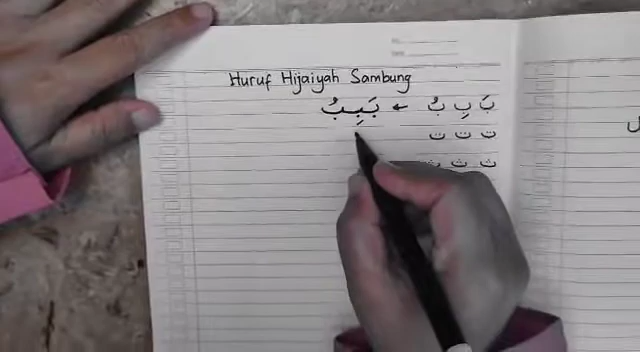 Huruf Hijaiyah Sambung
بَ بِ بُ ← بَبِبُ
ت ت ت
ث ث ث